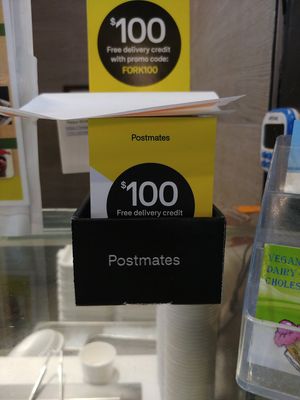 $100
Free delivery credit
with promo code:
FORK100
Postmates
$100
Free delivery credit
Postmates
VEGAN
DAIRY
CHOLES